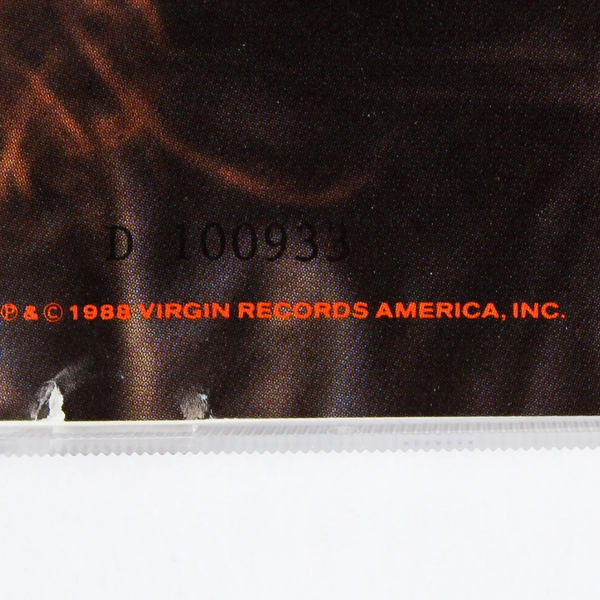 D 100933
℗ & © 1988 VIRGIN RECORDS AMERICA, INC.